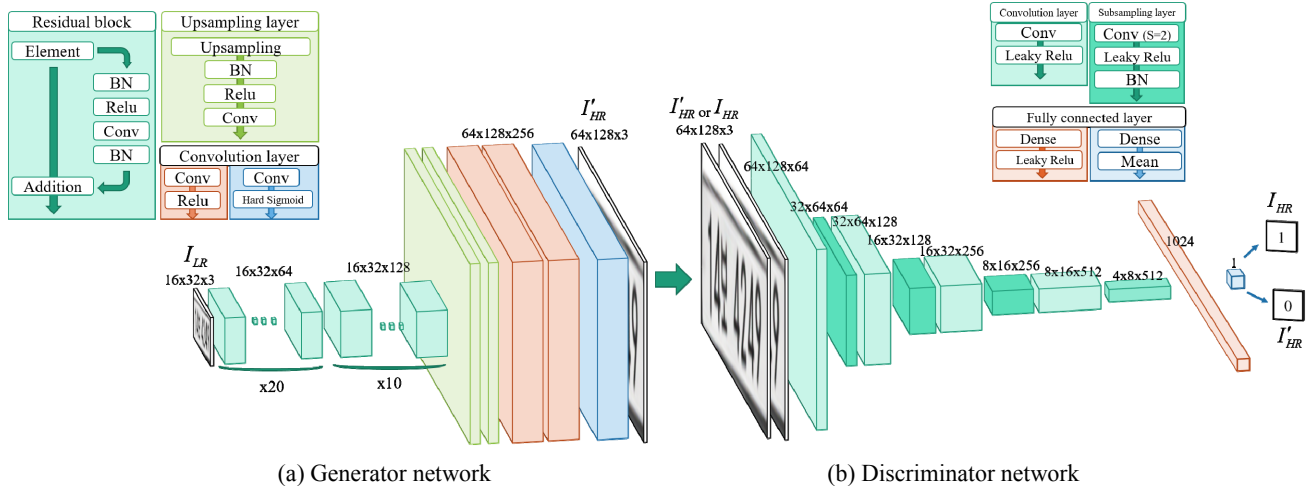 Residual block
Element
BN
Relu
Conv
BN
Addition
Upsampling layer
Upsampling
BN
Relu
Conv
Convolution layer
Conv
Relu
Conv
Hard Sigmoid
I_LR
16x32x3
16x32x64
x20
16x32x128
x10
64x128x256
I'_HR
64x128x3
9
(a) Generator network
I'_HR or I_HR
64x128x3
4249
9
64x128x64
32x64x64
32x64x128
16x32x128
16x32x256
8x16x256
8x16x512
4x8x512
1024
1
I_HR
1
0
I'_HR
Convolution layer
Conv
Leaky Relu
Subsampling layer
Conv (S=2)
Leaky Relu
BN
Fully connected layer
Dense
Leaky Relu
Dense
Mean
(b) Discriminator network